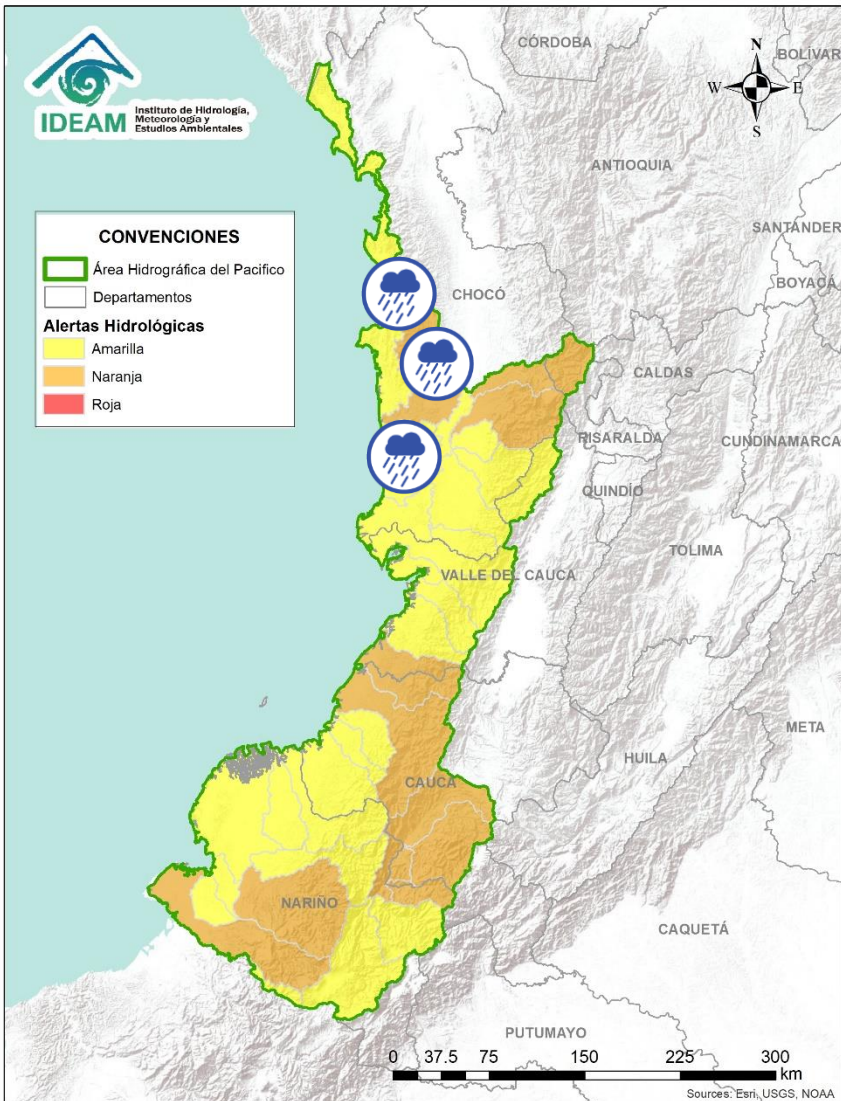 IDEAM
Instituto de Hidrología,
Meteorología y
Estudios Ambientales
CÓRDOBA
BOLÍVAR
N
W
E
S
ANTIOQUIA
SANTANDER
CONVENCIONES
Área Hidrográfica del Pacifico
Departamentos
Alertas Hidrológicas
Amarilla
Naranja
Roja
BOYACÁ
CHOCÓ
CALDAS
RISARALDA
CUNDINAMARCA
QUINDÍO
TOLIMA
VALLE DEL CAUCA
META
HUILA
CAUCA
NARIÑO
CAQUETÁ
PUTUMAYO
0 37.5 75 150 225 300
km
Sources: Esri, USGS, NOAA